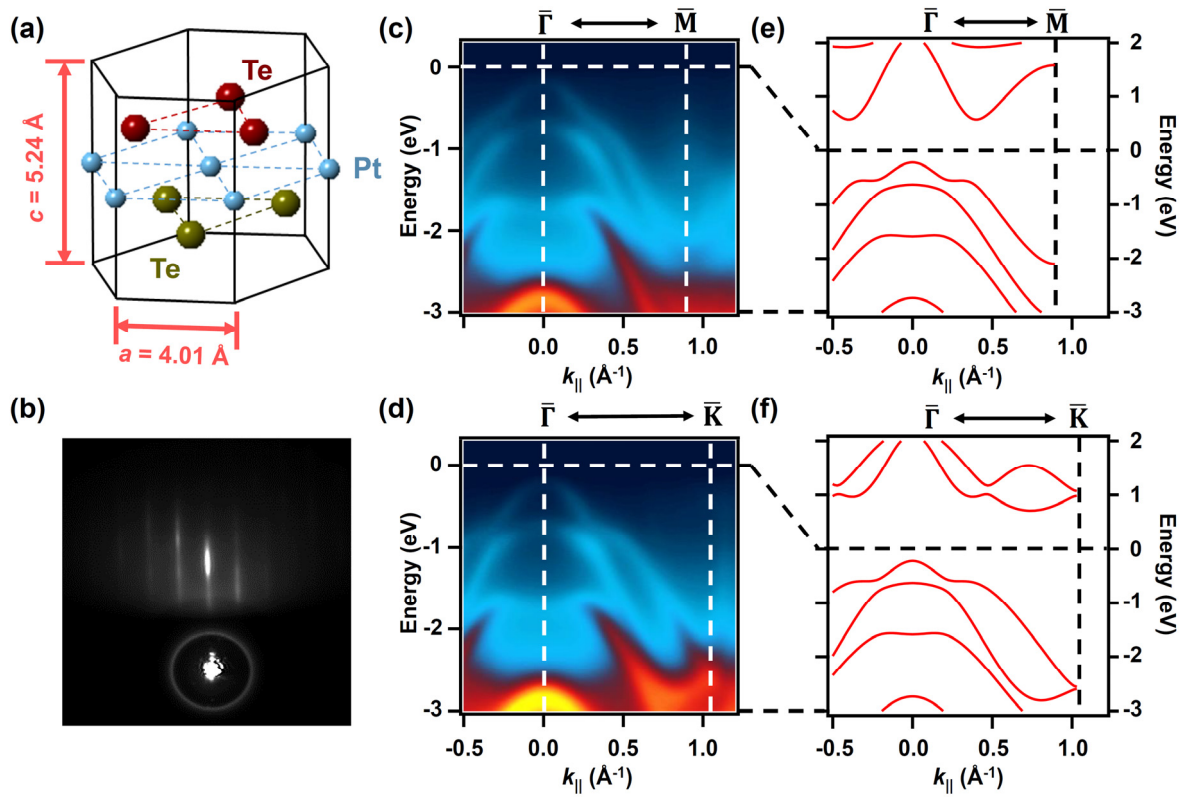 (a)
Te
Pt
Te
c = 5.24 Å
a = 4.01 Å
(b)
(c)
Γ̄ M̄
0
-1
-2
-3
Energy (eV)
0.0 0.5 1.0
k|| (Å-1)
(d)
Γ̄ K̄
0
-1
-2
-3
Energy (eV)
-0.5 0.0 0.5 1.0
k|| (Å-1)
(e)
Γ̄ M̄
2
1
0
-1
-2
-3
Energy (eV)
-0.5 0.0 0.5 1.0
k|| (Å-1)
(f)
Γ̄ K̄
2
1
0
-1
-2
-3
Energy (eV)
-0.5 0.0 0.5 1.0
k|| (Å-1)